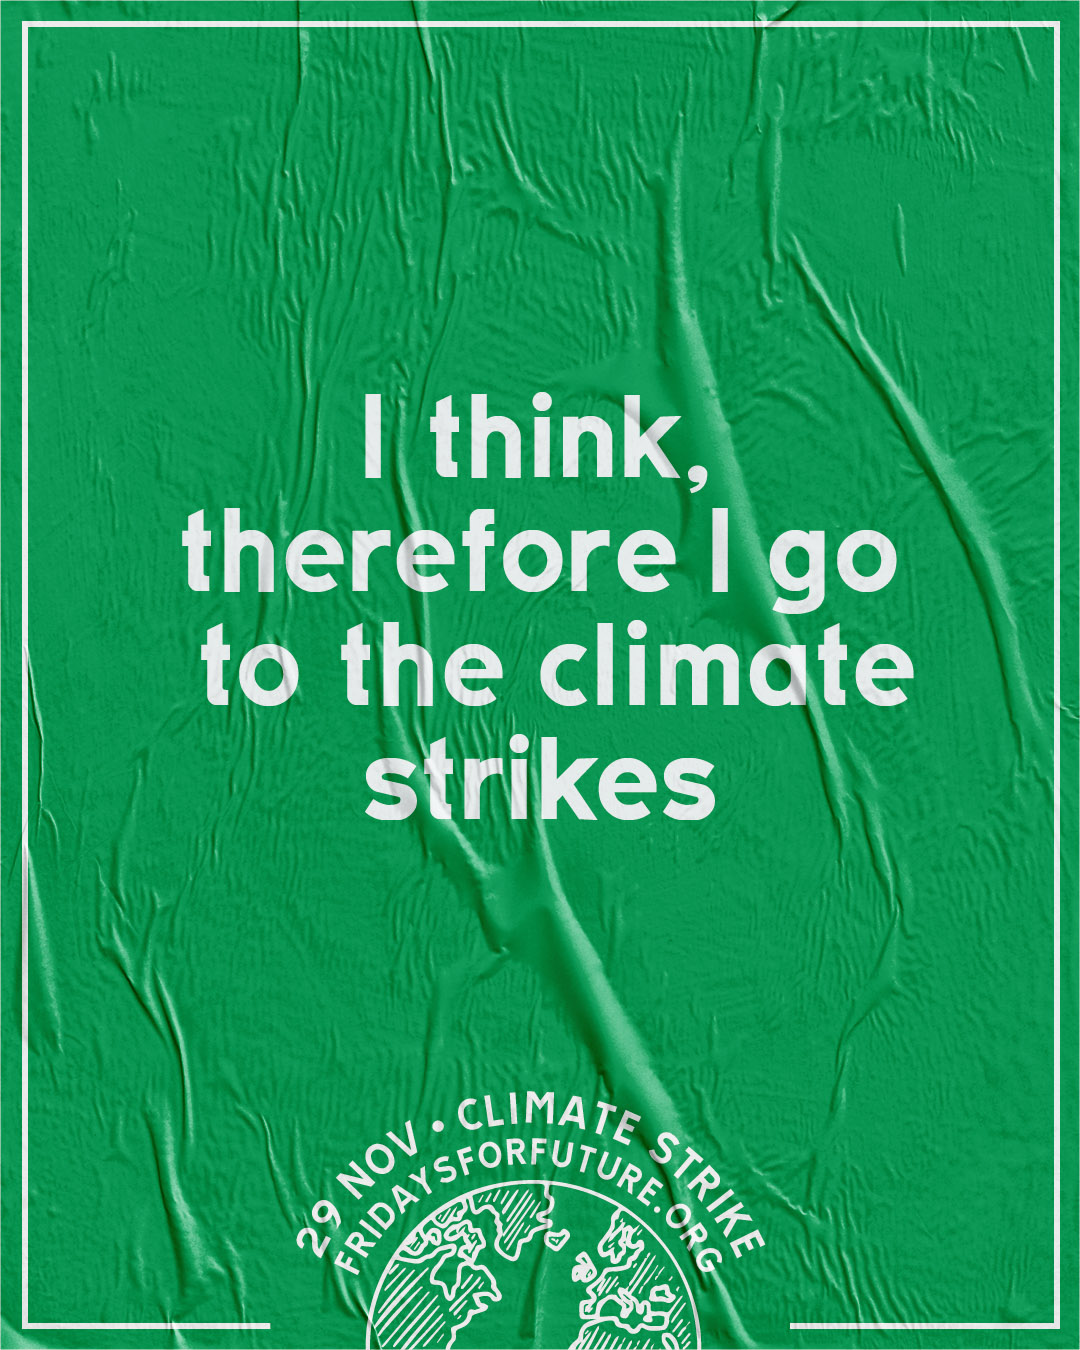 I think,
therefore I go
to the climate
strikes
29 NOV • CLIMATE STRIKE
FRIDAYSFORFUTURE.ORG